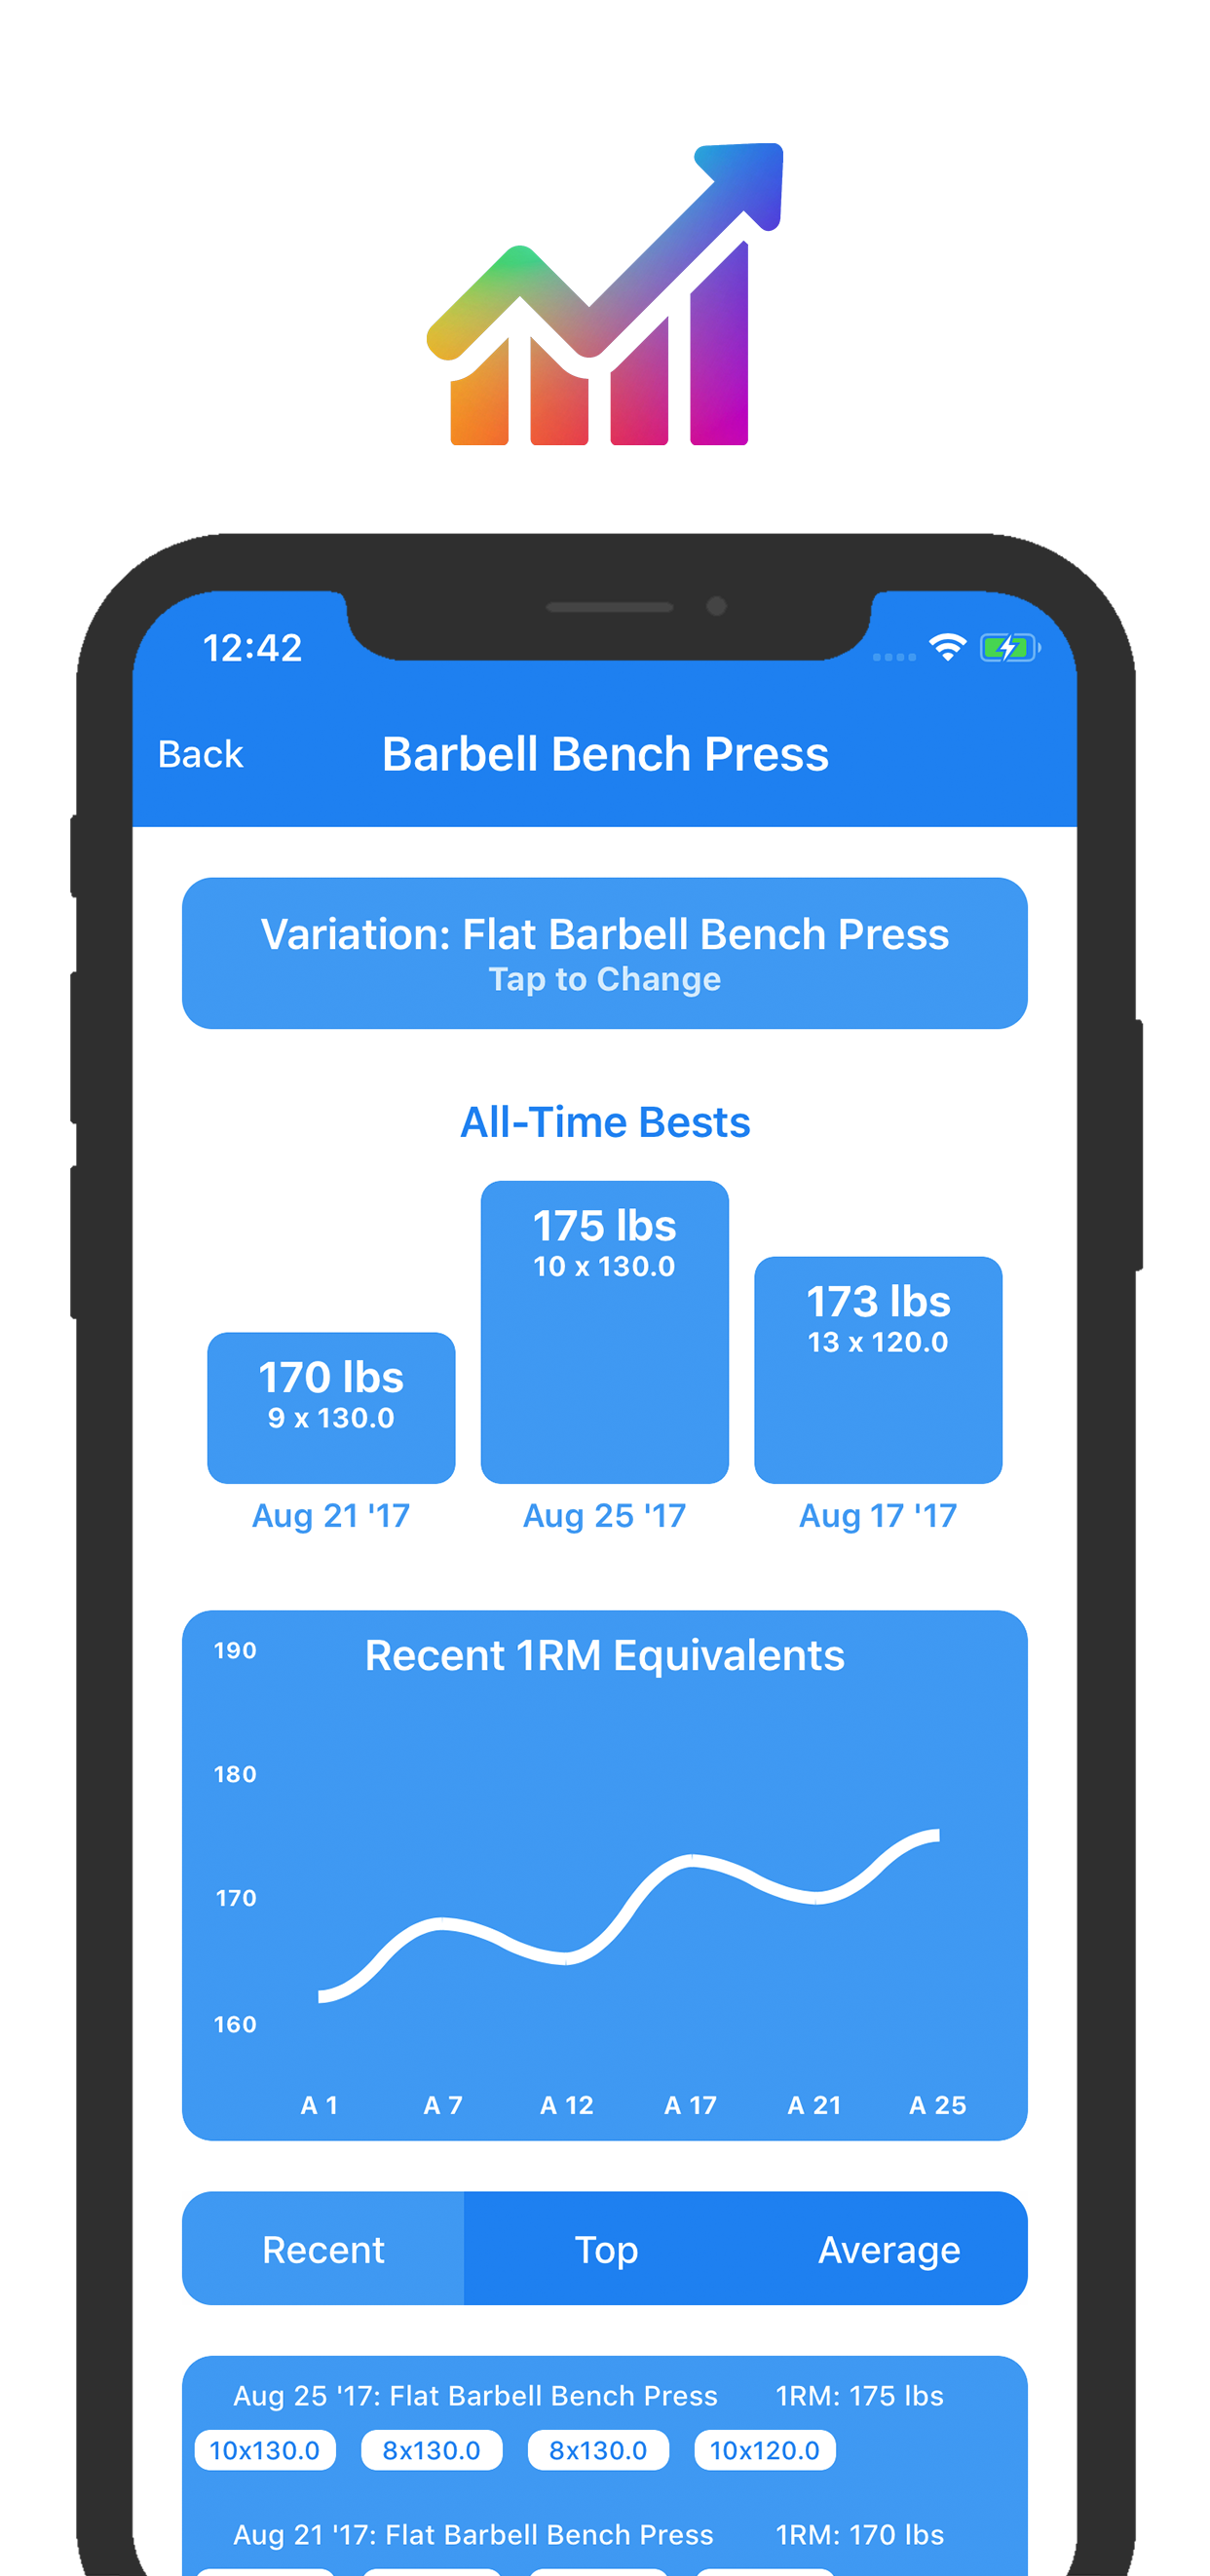 12:42
Back
Barbell Bench Press
Variation: Flat Barbell Bench Press
Tap to Change
All-Time Bests
175 lbs
10 x 130.0
173 lbs
13 x 120.0
170 lbs
9 x 130.0
Aug 21 '17
Aug 25 '17
Aug 17 '17
Recent 1RM Equivalents
190
180
170
160
A 1
A 7
A 12
A 17
A 21
A 25
Recent
Top
Average
Aug 25 '17: Flat Barbell Bench Press
1RM: 175 lbs
10x130.0
8x130.0
8x130.0
10x120.0
Aug 21 '17: Flat Barbell Bench Press
1RM: 170 lbs